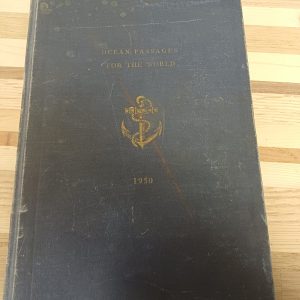 OCEAN PASSAGES
FOR THE WORLD
1950